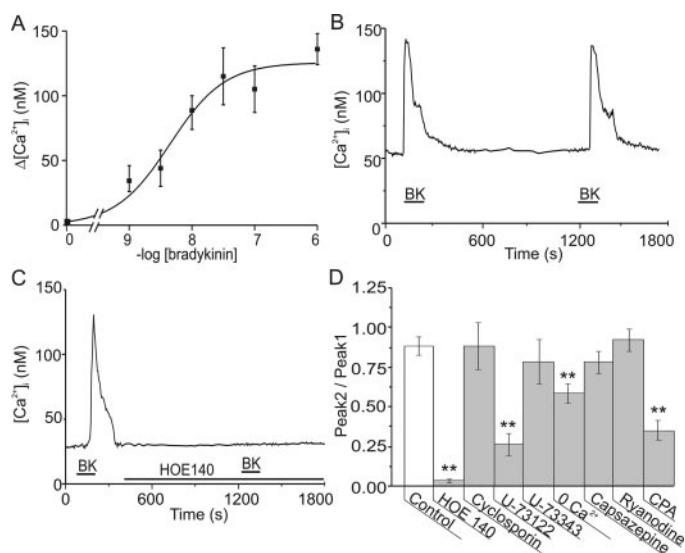 A
150
100
50
0
Δ[Ca²⁺]ᵢ (nM)
0 9 8 7 6
-log [bradykinin]
B
150
100
50
0
[Ca²⁺]ᵢ (nM)
BK BK
600 1200 1800
Time (s)
C
150
100
50
0
[Ca²⁺]ᵢ (nM)
BK HOE140 BK
0 600 1200 1800
Time (s)
D
1.25
1.00
0.75
0.50
0.25
0.00
Peak2 / Peak1
** ** ** **
Control
HOE 140
Cyclosporin
U-73122
U-73343
0 Ca²⁺
Capsazepine
Ryanodine
CPA